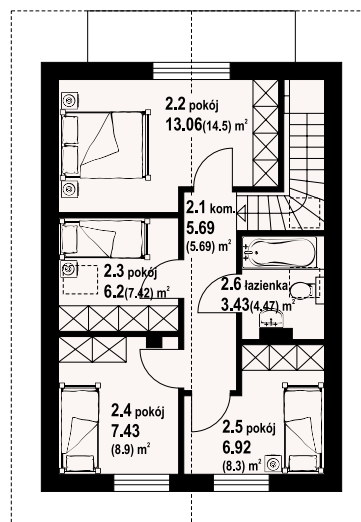 2.2 pokój
13.06(14.5) m²
2.1 kom.
5.69
(5.69) m²
2.3 pokój
6.2(7.42) m²
2.6 łazienka
3.43(4.47) m²
2.4 pokój
7.43
(8.9) m²
2.5 pokój
6.92
(8.3) m²